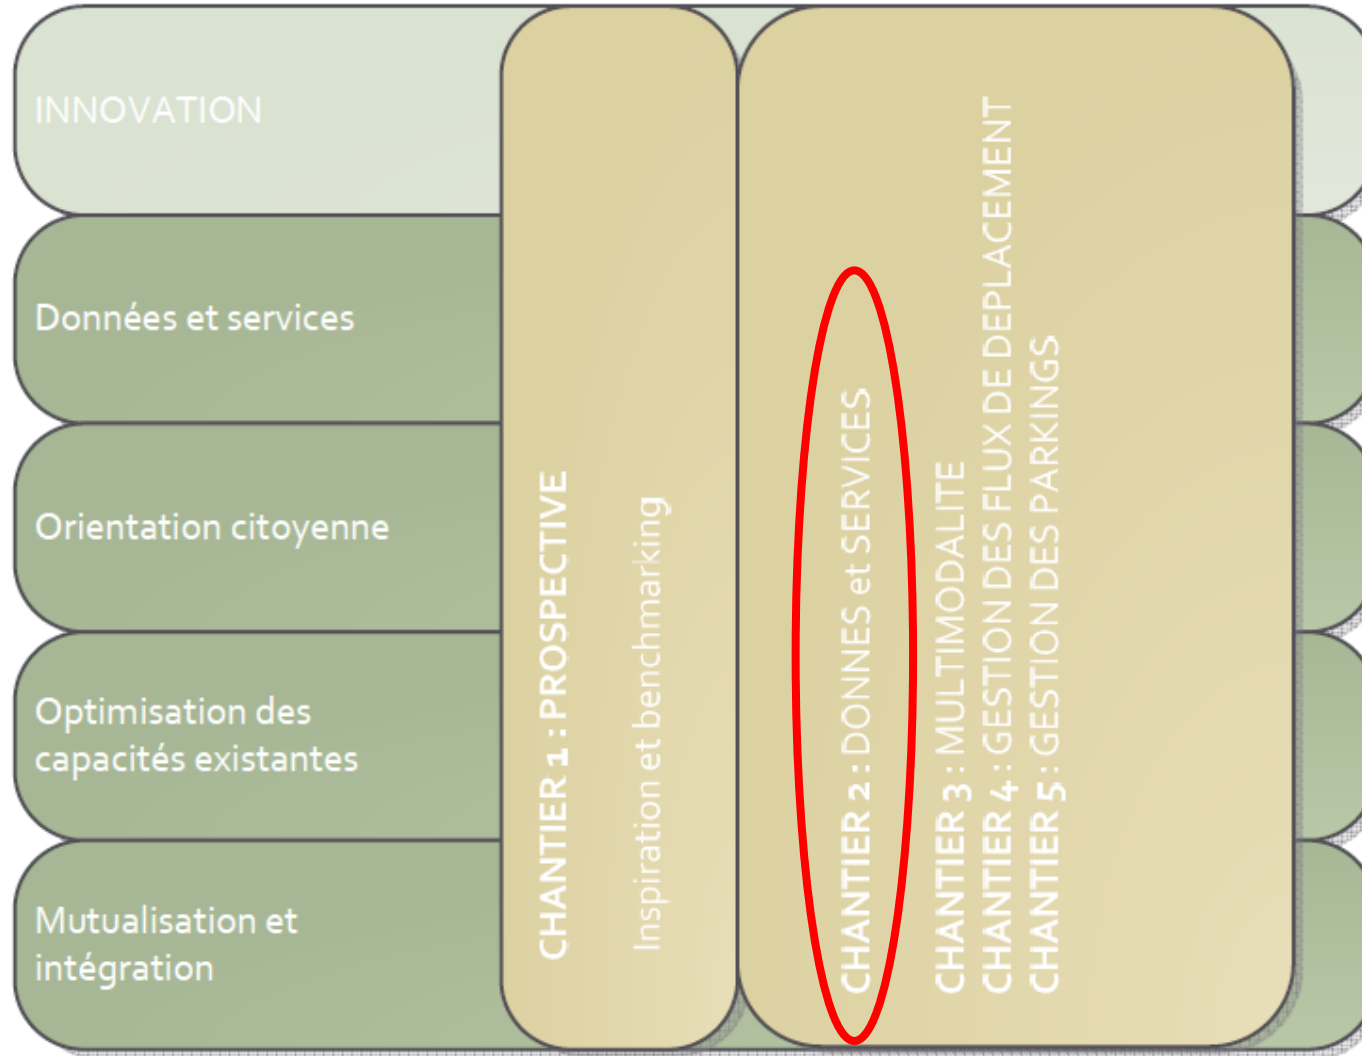 INNOVATION
Données et services
Orientation citoyenne
Optimisation des
capacités existantes
Mutualisation et
intégration
CHANTIER 1 : PROSPECTIVE
Inspiration et benchmarking
CHANTIER 2 : DONNES et SERVICES
CHANTIER 3 : MULTIMODALITE
CHANTIER 4 : GESTION DES FLUX DE DEPLACEMENT
CHANTIER 5 : GESTION DES PARKINGS